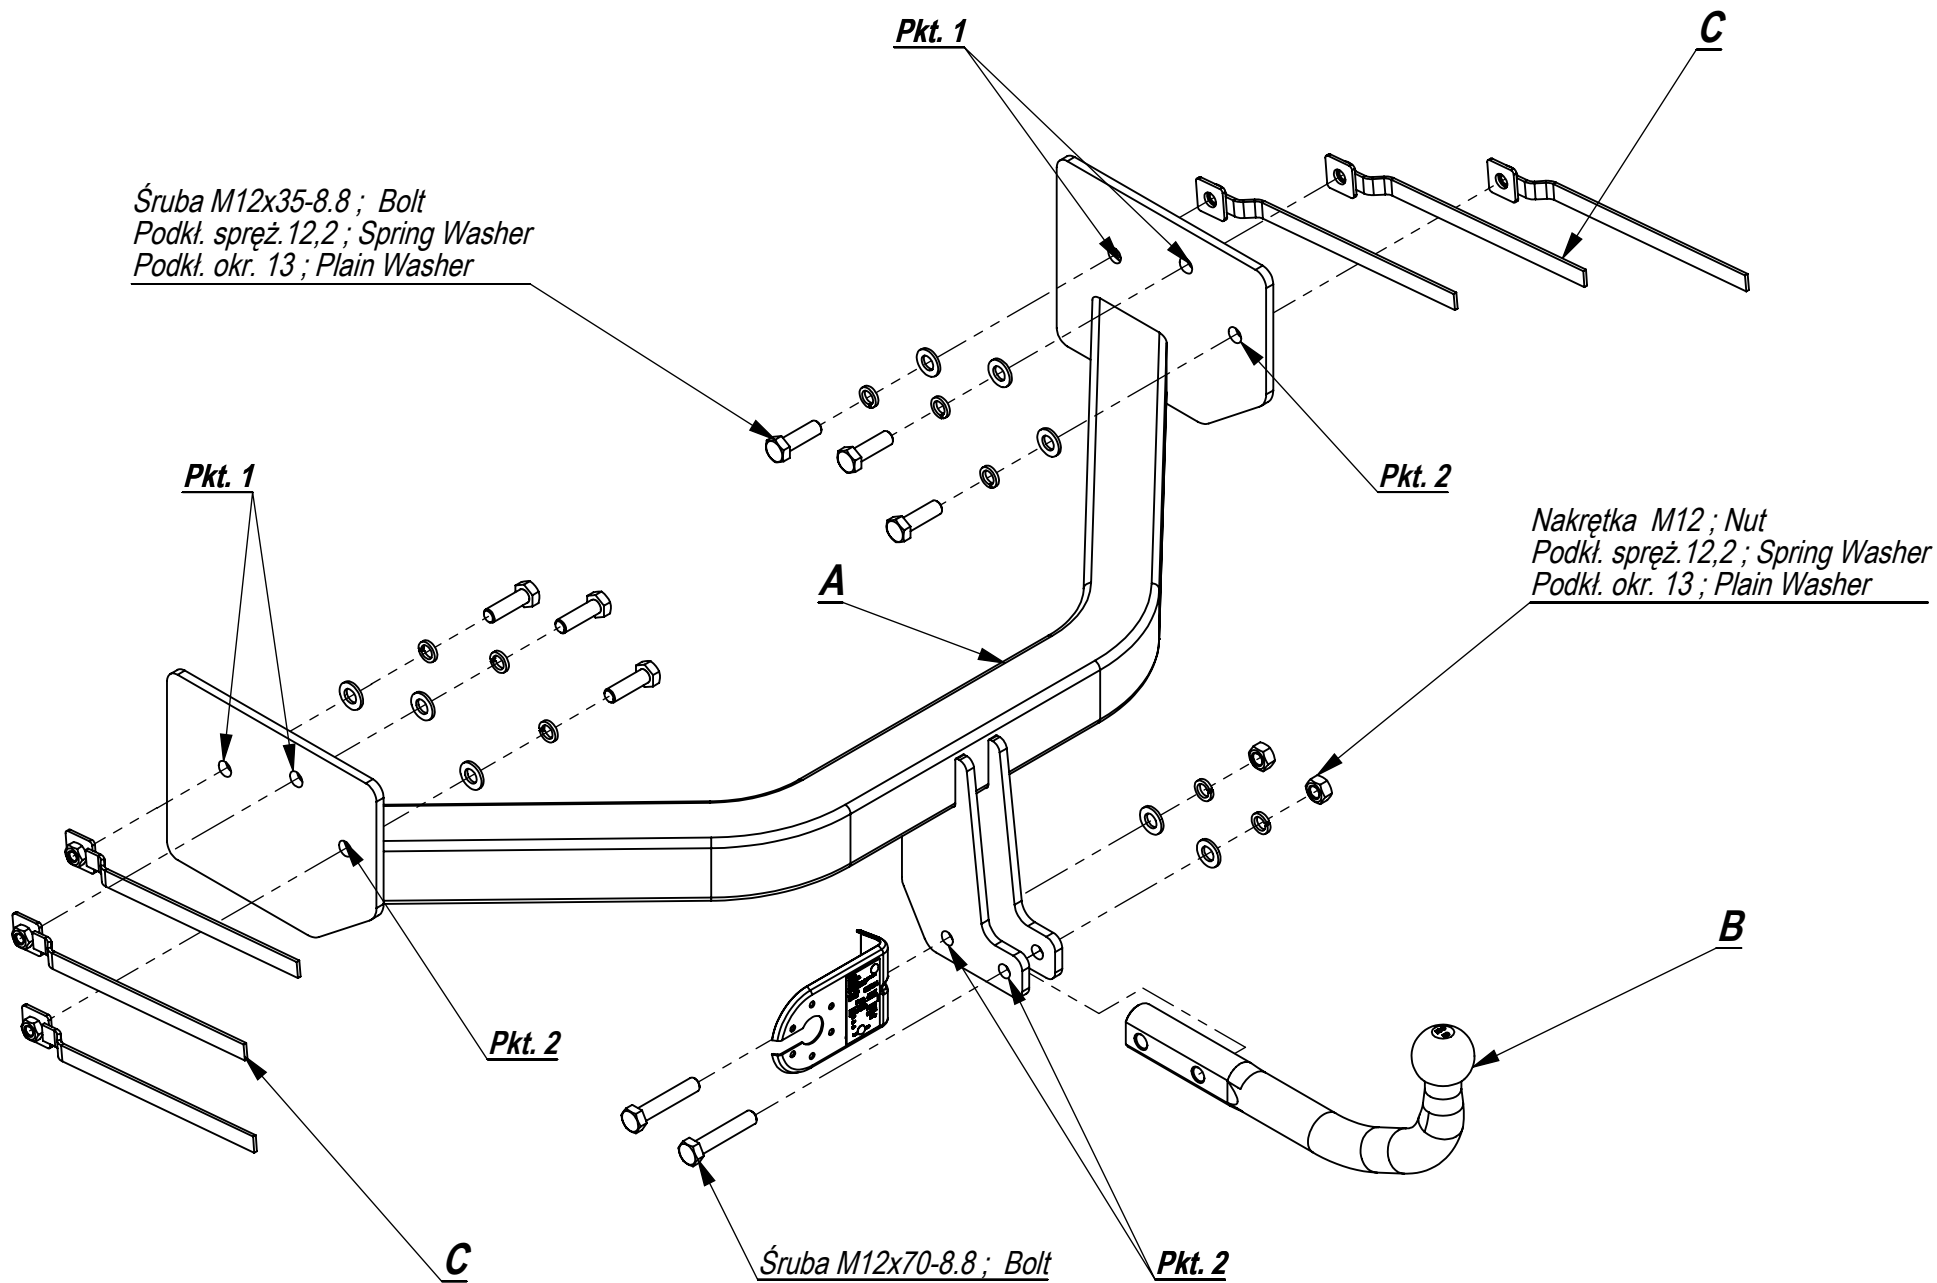 Pkt. 1
C
Śruba M12x35-8.8 ; Bolt
Podkł. spręż.12,2 ; Spring Washer
Podkł. okr. 13 ; Plain Washer
Pkt. 1
Pkt. 2
Nakrętka M12 ; Nut
Podkł. spręż.12,2 ; Spring Washer
Podkł. okr. 13 ; Plain Washer
A
B
Pkt. 2
C
Śruba M12x70-8.8 ; Bolt
Pkt. 2